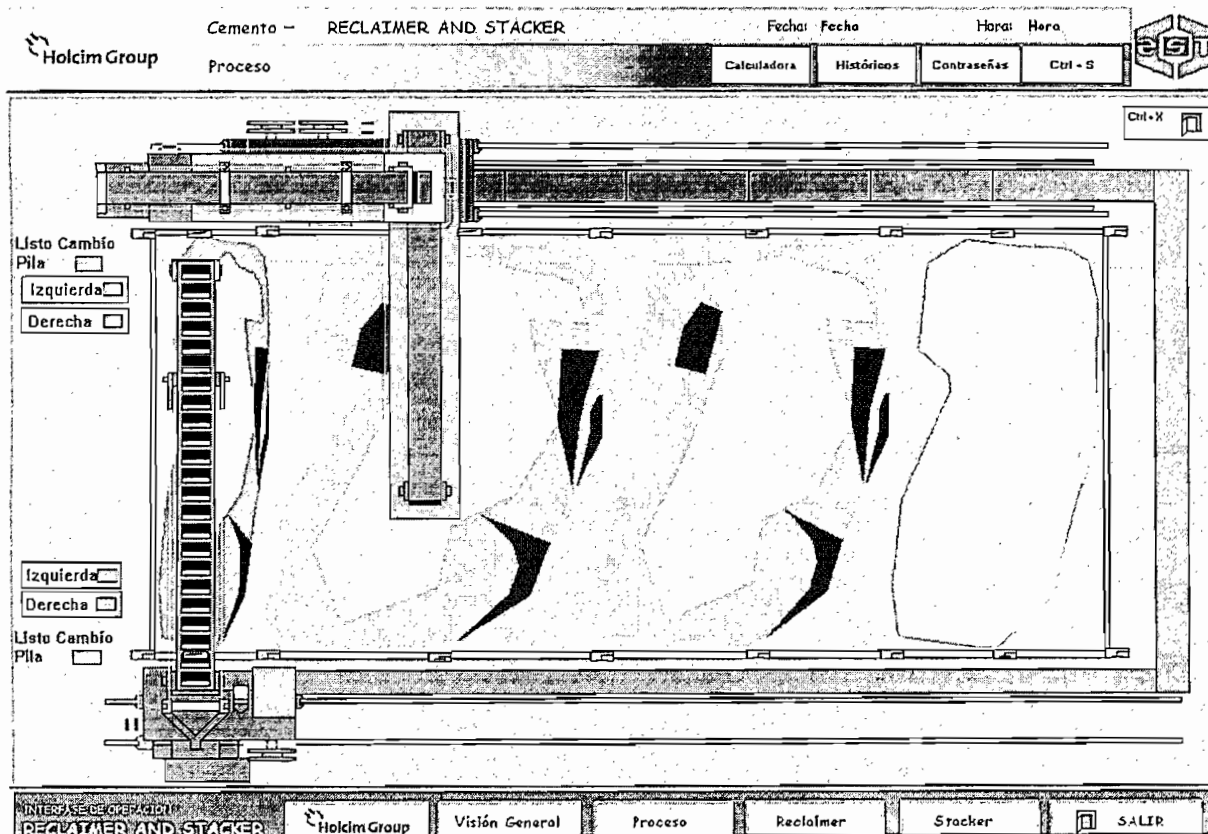 Holcim Group
Cemento – RECLAIMER AND STACKER
Proceso
Fecha: Fecha
Hora: Hora
Calculadora
Históricos
Contraseñas
Ctrl + S
est
Ctrl + X
Listo Cambio
Pila
Izquierda
Derecha
Izquierda
Derecha
Listo Cambio
Pila
INTERFASE DE OPERACION
RECLAIMER AND STACKER
Holcim Group
Visión General
Proceso
Reclaimer
Stacker
SALIR